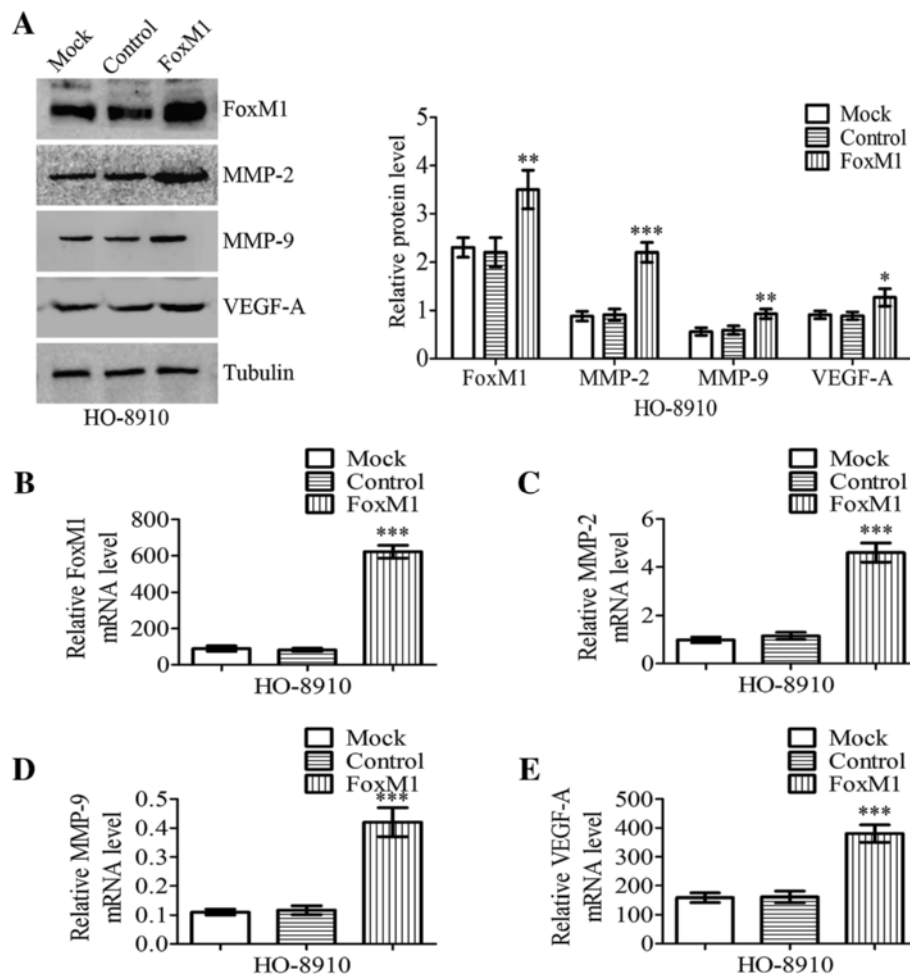 A
Mock Control FoxM1
FoxM1
MMP-2
MMP-9
VEGF-A
Tubulin
HO-8910
Relative protein level
5
4
3
2
1
0
Mock
Control
FoxM1
**
***
**
*
FoxM1 MMP-2 MMP-9 VEGF-A
HO-8910
B
Mock
Control
FoxM1
Relative FoxM1
mRNA level
800
600
400
200
0
***
HO-8910
C
Mock
Control
FoxM1
Relative MMP-2
mRNA level
6
4
2
0
***
HO-8910
D
Mock
Control
FoxM1
Relative MMP-9
mRNA level
0.5
0.4
0.3
0.2
0.1
0.0
***
HO-8910
E
Mock
Control
FoxM1
Relative VEGF-A
mRNA level
500
400
300
200
100
0
***
HO-8910